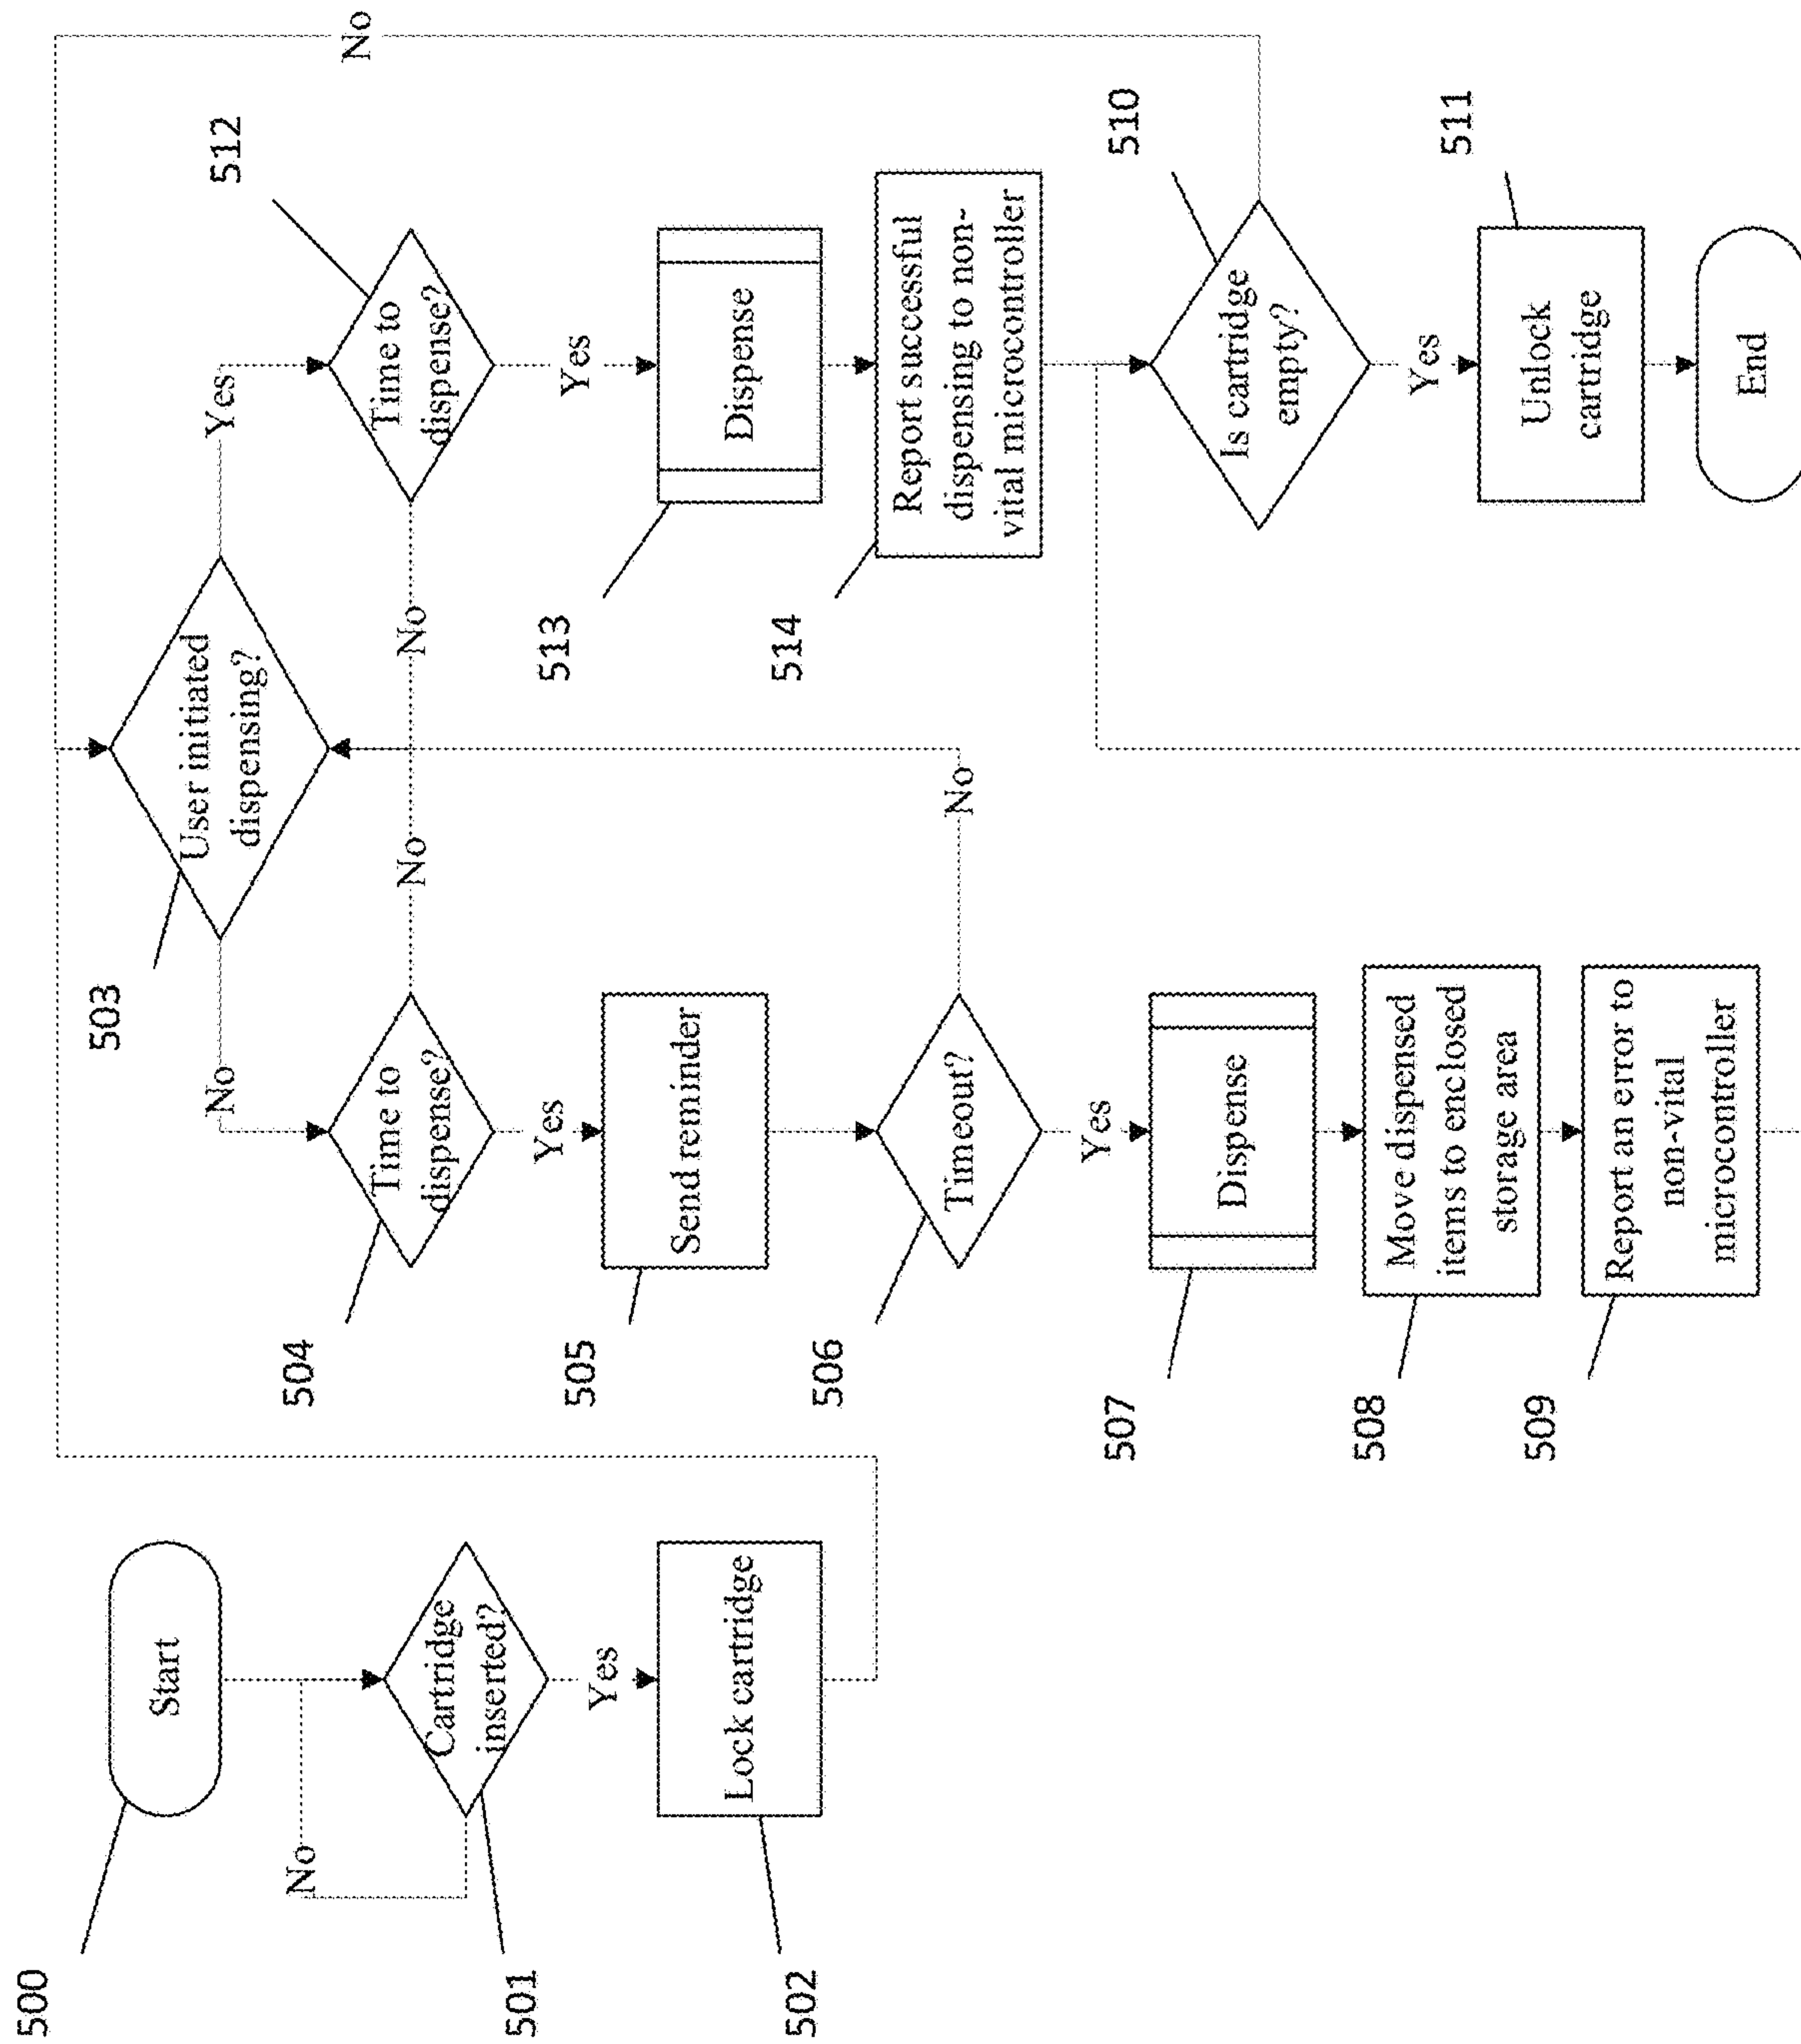 500
Start
No
501
Cartridge
inserted?
Yes
502
Lock cartridge
503
User initiated
dispensing?
No
Yes
504
Time to
dispense?
No
Yes
505
Send reminder
506
Timeout?
No
Yes
507
Dispense
508
Move dispensed
items to enclosed
storage area
509
Report an error to
non-vital
microcontroller
512
Time to
dispense?
No
Yes
513
Dispense
514
Report successful
dispensing to non-
vital microcontroller
510
Is cartridge
empty?
No
Yes
511
Unlock
cartridge
End